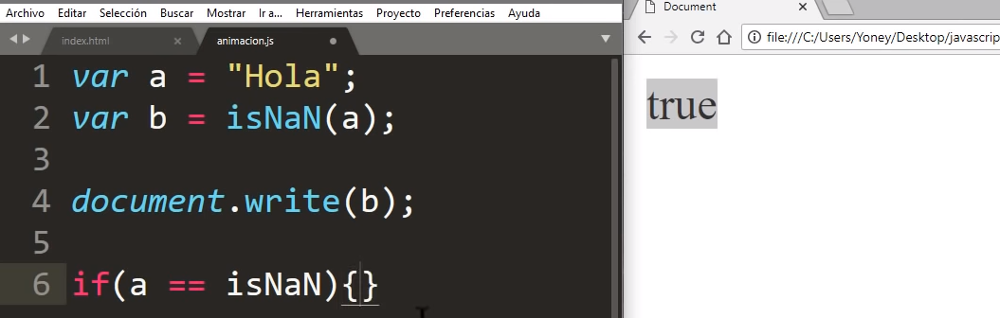 Archivo Editar Selección Buscar Mostrar Ir a... Herramientas Proyecto Preferencias Ayuda
index.html × animacion.js
1 var a = "Hola";
2 var b = isNaN(a);
3
4 document.write(b);
5
6 if(a == isNaN){}
Document ×
file:///C:/Users/Yoney/Desktop/javascrip
true